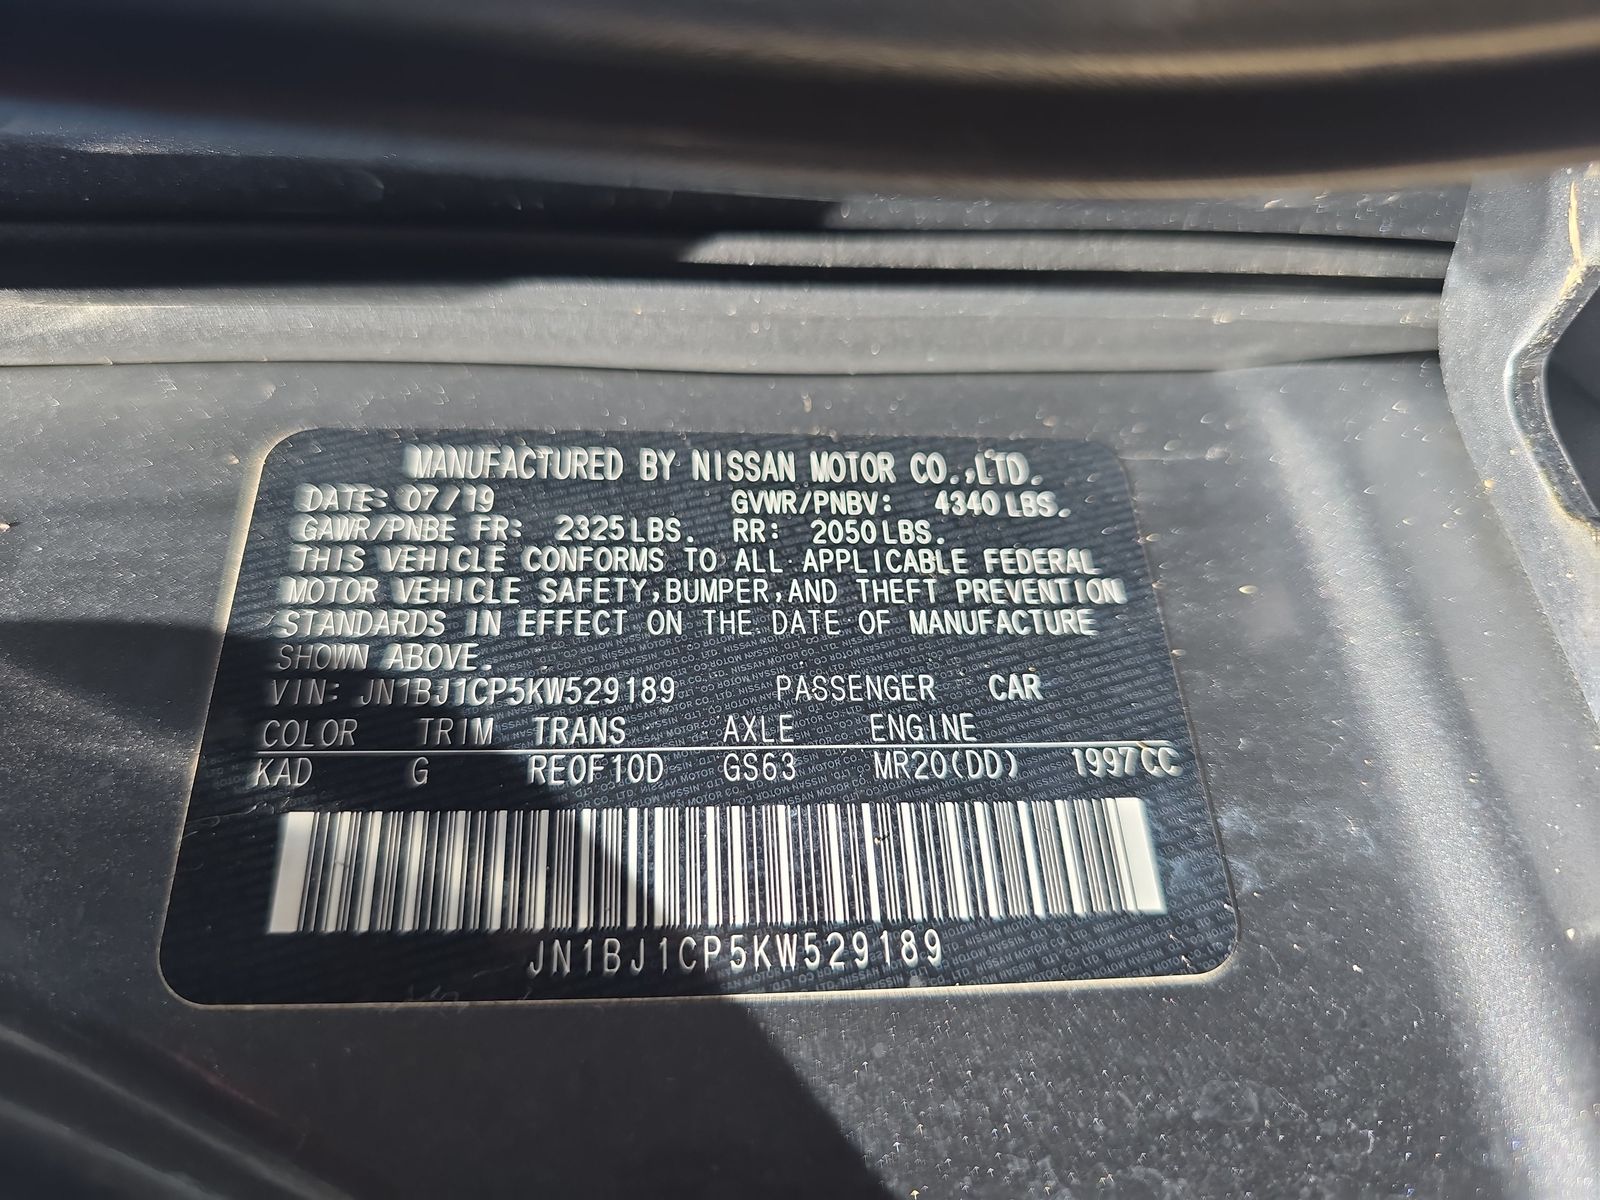 MANUFACTURED BY NISSAN MOTOR CO.,LTD.
DATE: 07/19 GVWR/PNBV: 4340 LBS.
GAWR/PNBE FR: 2325 LBS. RR: 2050 LBS.
THIS VEHICLE CONFORMS TO ALL APPLICABLE FEDERAL
MOTOR VEHICLE SAFETY,BUMPER,AND THEFT PREVENTION
STANDARDS IN EFFECT ON THE DATE OF MANUFACTURE
SHOWN ABOVE.
VIN: JN1BJ1CP5KW529189 PASSENGER CAR
COLOR TRIM TRANS AXLE ENGINE
KAD G RE0F10D GS63 MR20(DD) 1997CC
JN1BJ1CP5KW529189